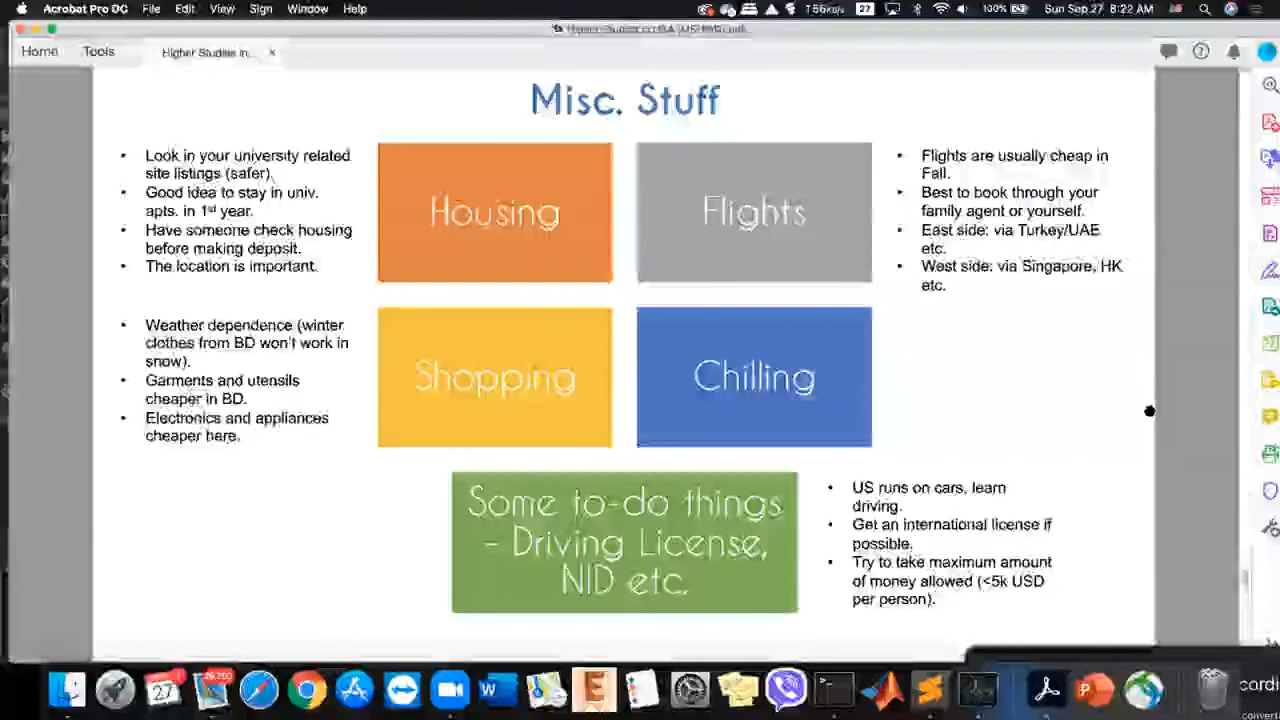 Acrobat Pro DC File Edit View Sign Window Help
27 100% Sun Sep 27, 8:22 AM
Home Tools Higher Studies in... ×
Misc. Stuff
• Look in your university related
site listings (safer).
• Good idea to stay in univ.
apts. in 1st year.
• Have someone check housing
before making deposit.
• The location is important.
Housing
Flights
• Flights are usually cheap in
Fall.
• Best to book through your
family agent or yourself.
• East side: via Turkey/UAE
etc.
• West side: via Singapore, HK
etc.
• Weather dependence (winter
clothes from BD won't work in
snow).
• Garments and utensils
cheaper in BD.
• Electronics and appliances
cheaper here.
Shopping
Chilling
Some to-do things
– Driving License,
NID etc.
• US runs on cars, learn
driving.
• Get an international license if
possible.
• Try to take maximum amount
of money allowed (<5k USD
per person).
27